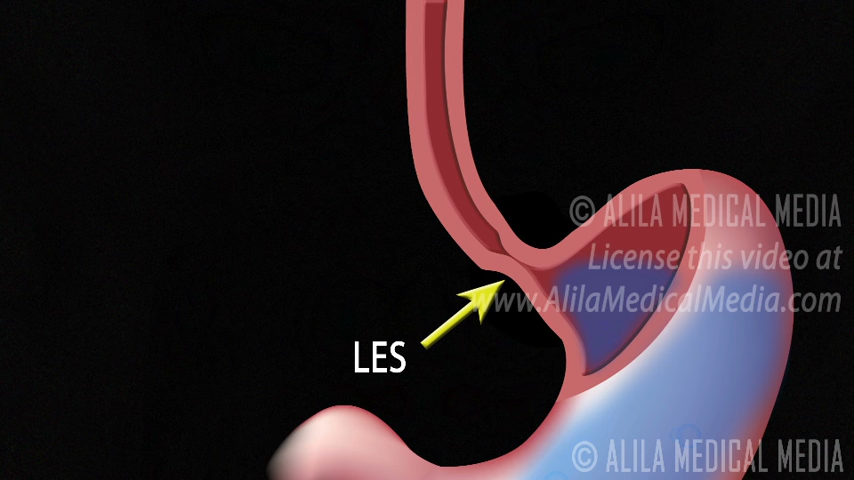 © ALILA MEDICAL MEDIA
License this video at
www.AlilaMedicalMedia.com
LES
© ALILA MEDICAL MEDIA